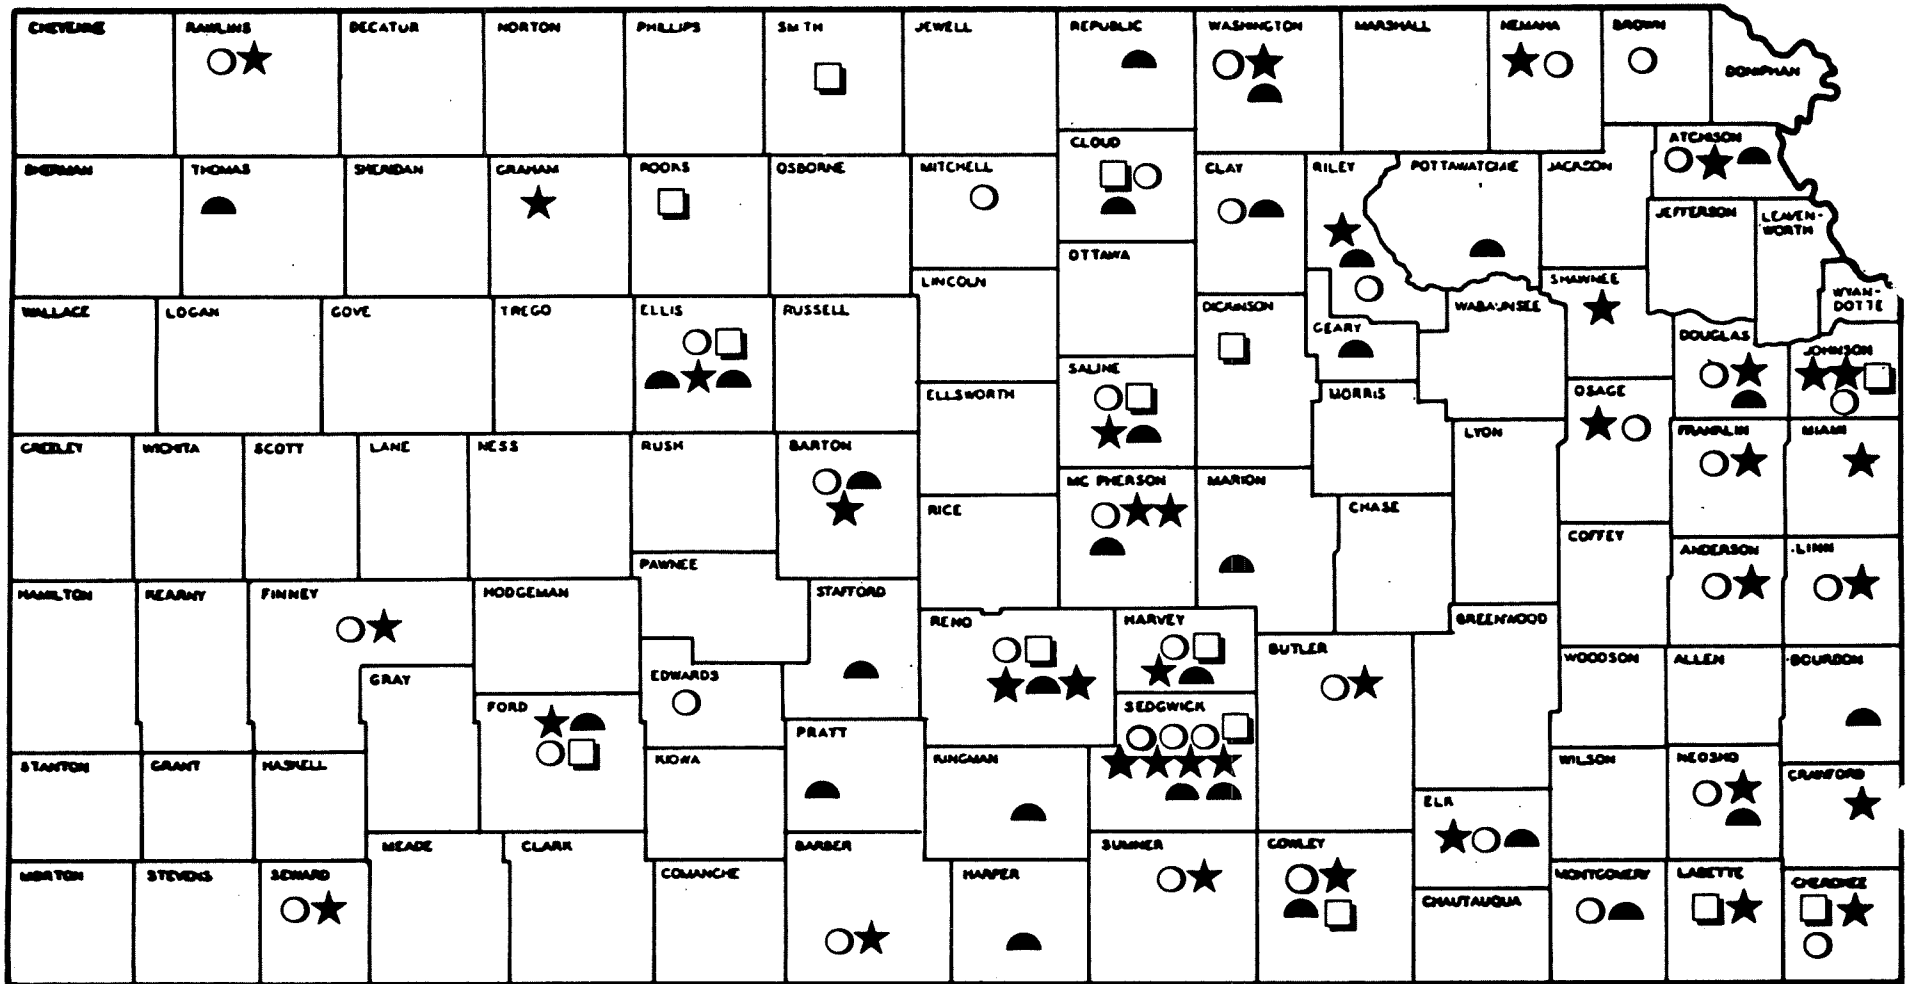 CHEYENNE
RAWLINS
DECATUR
NORTON
PHILLIPS
SMITH
JEWELL
REPUBLIC
WASHINGTON
MARSHALL
NEMAHA
BROWN
DONIPHAN
CLOUD
ATCHISON
SHERMAN
THOMAS
SHERIDAN
GRAHAM
ROOKS
OSBORNE
MITCHELL
CLAY
RILEY
POTTAWATOMIE
JACKSON
JEFFERSON
LEAVEN-
WORTH
OTTAWA
LINCOLN
SHAWNEE
WYAN-
DOTTE
WALLACE
LOGAN
GOVE
TREGO
ELLIS
RUSSELL
DICKINSON
GEARY
WABAUNSEE
DOUGLAS
JOHNSON
SALINE
ELLSWORTH
MORRIS
OSAGE
LYON
FRANKLIN
MIAMI
GREELEY
WICHITA
SCOTT
LANE
NESS
RUSH
BARTON
MC PHERSON
MARION
RICE
CHASE
COFFEY
ANDERSON
LINN
PAWNEE
HAMILTON
KEARNY
FINNEY
HODGEMAN
STAFFORD
RENO
HARVEY
GREENWOOD
BUTLER
WOODSON
ALLEN
BOURBON
GRAY
EDWARDS
FORD
SEDGWICK
PRATT
STANTON
GRANT
HASKELL
KIOWA
KINGMAN
WILSON
NEOSHO
CRAWFORD
ELK
MEADE
CLARK
BARBER
SUMNER
COWLEY
MORTON
STEVENS
SEWARD
COMANCHE
HARPER
MONTGOMERY
LABETTE
CHEROKEE
CHAUTAUQUA